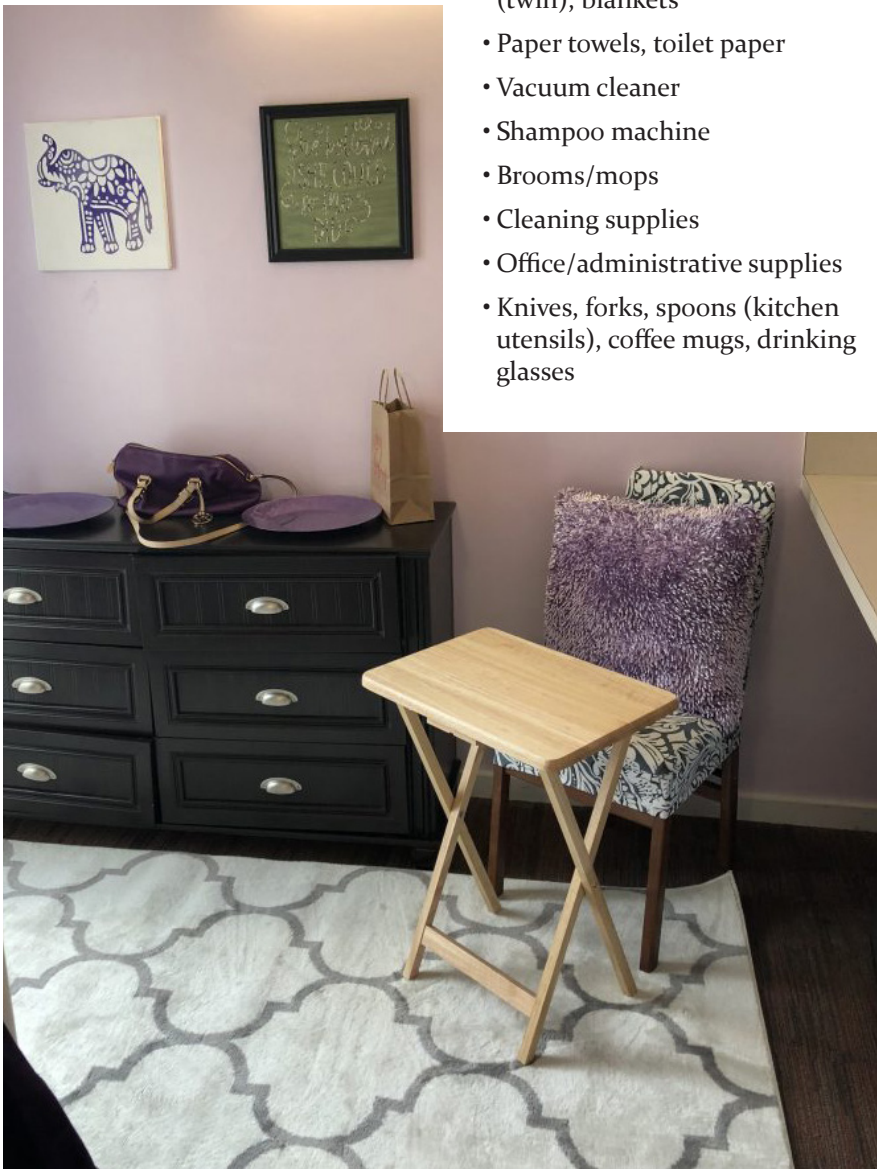 (twin), blankets
• Paper towels, toilet paper
• Vacuum cleaner
• Shampoo machine
• Brooms/mops
• Cleaning supplies
• Office/administrative supplies
• Knives, forks, spoons (kitchen
utensils), coffee mugs, drinking
glasses